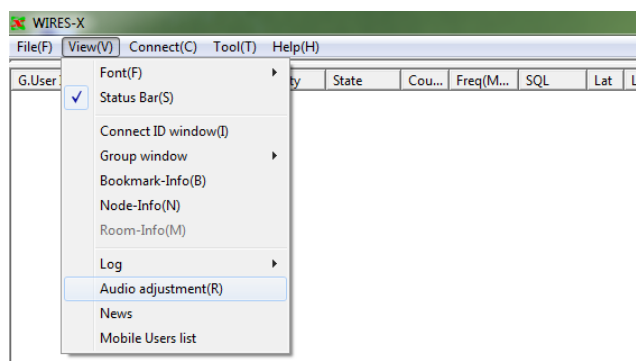 WIRES-X
File(F) View(V) Connect(C) Tool(T) Help(H)
G.User ty State Cou... Freq(M... SQL Lat L
Font(F)
Status Bar(S)
Connect ID window(I)
Group window
Bookmark-Info(B)
Node-Info(N)
Room-Info(M)
Log
Audio adjustment(R)
News
Mobile Users list